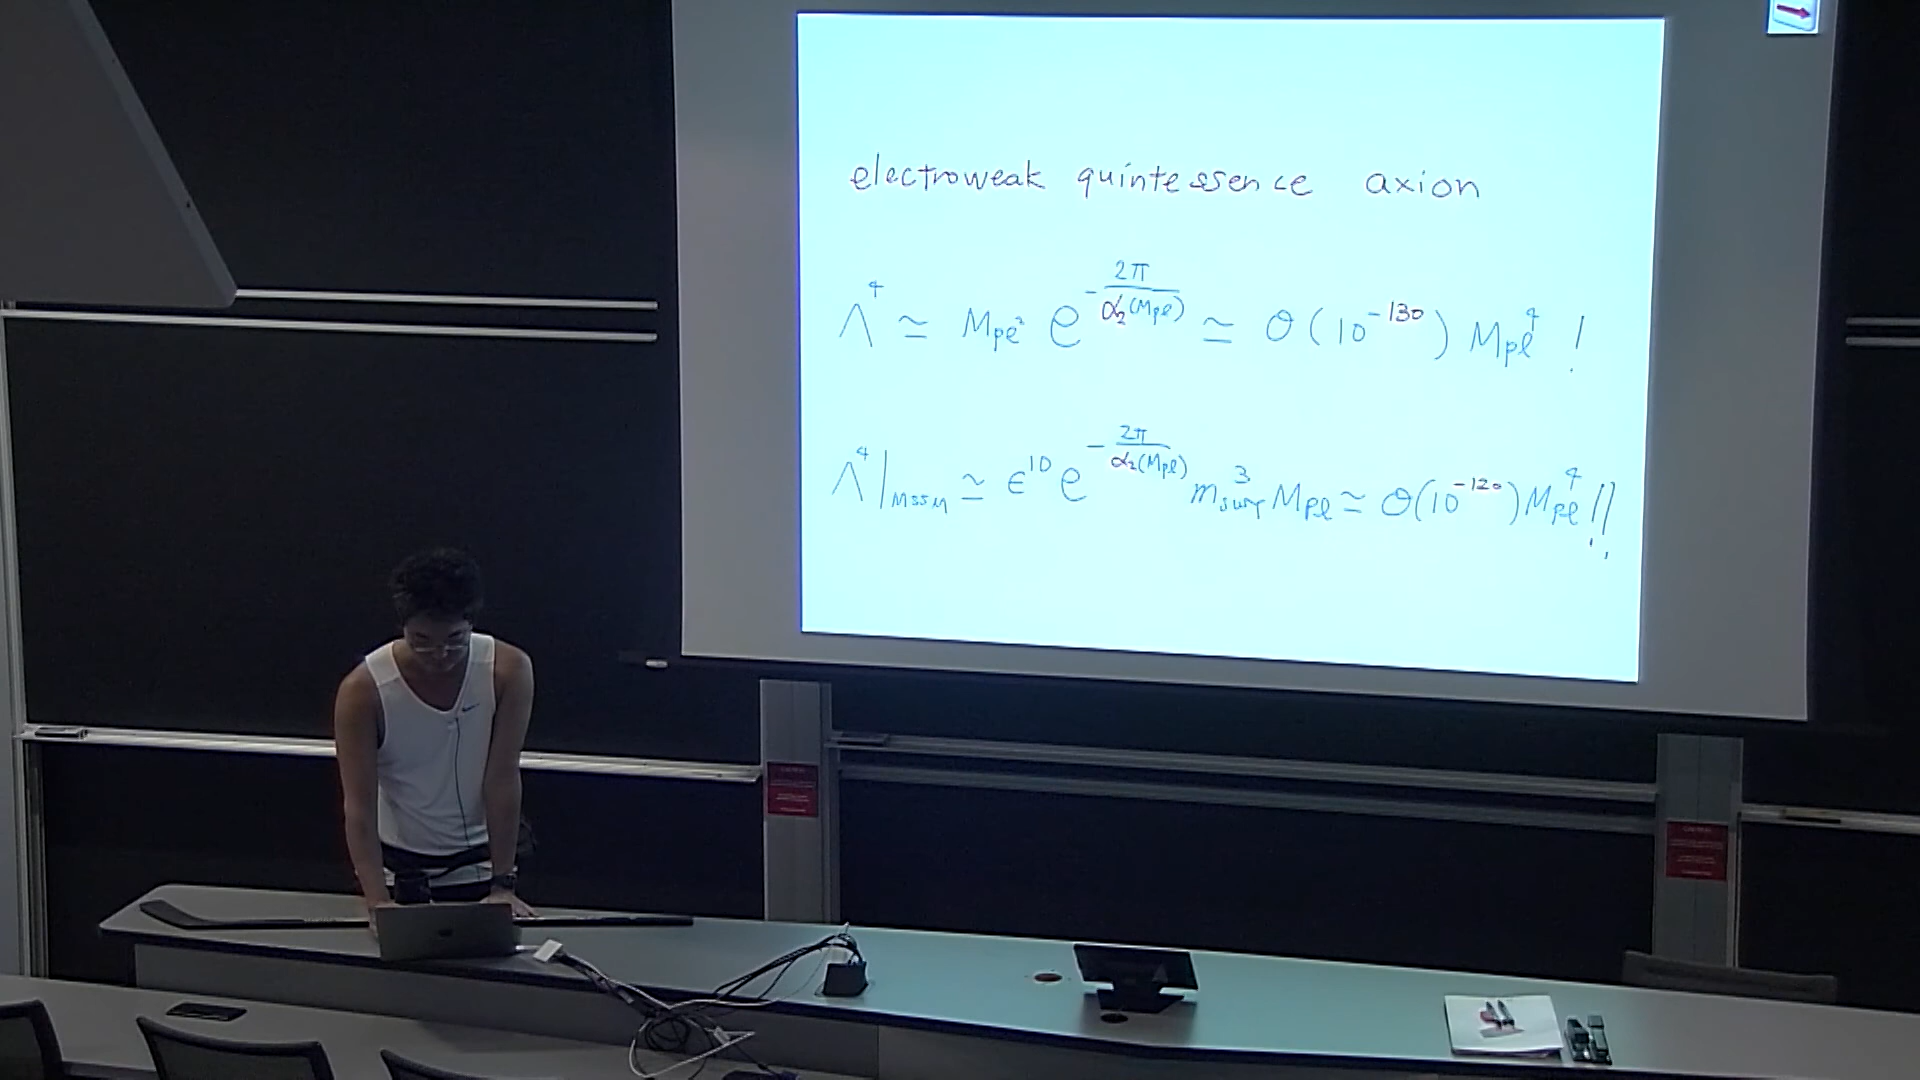 electroweak quintessence axion
Λ⁴ ≃ Mpl² e^(-2π/α₂(Mpl)) ≃ O(10⁻¹³⁰) Mpl⁴ !
Λ⁴|MSSM ≃ ϵ¹⁰ e^(-2π/α₂(Mpl)) m³susy Mpl ≃ O(10⁻¹²⁰) Mpl⁴ !!